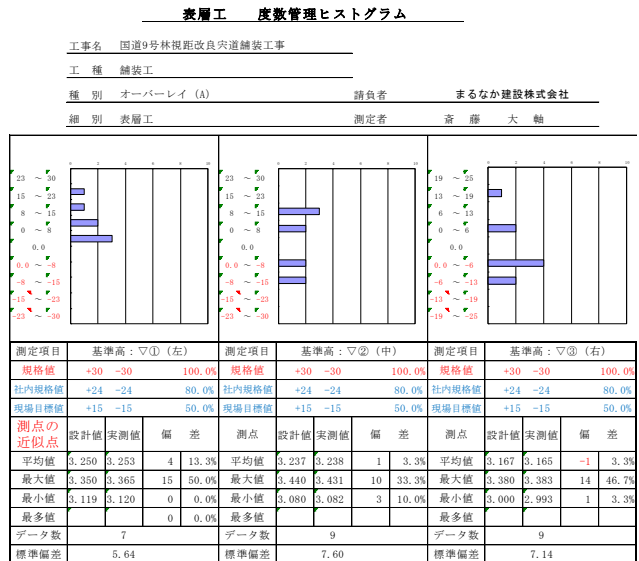 表層工　度数管理ヒストグラム
工事名　国道9号林視距改良宍道舗装工事
工　種　舗装工
種　別　オーバーレイ（A）　請負者　まるなか建設株式会社
細　別　表層工　測定者　斎　藤　大　軸
0 2 4 6 8 10 0 2 4 6 8 10 0 2 4 6 8 10
23 ～ 30 23 ～ 30 19 ～ 25
15 ～ 23 15 ～ 23 13 ～ 19
8 ～ 15 8 ～ 15 6 ～ 13
0 ～ 8 0 ～ 8 0 ～ 6
0.0 0.0 0.0
0.0 ～ -8 0.0 ～ -8 0.0 ～ -6
-8 ～ -15 -8 ～ -15 -6 ～ -13
-15 ～ -23 -15 ～ -23 -13 ～ -19
-23 ～ -30 -23 ～ -30 -19 ～ -25
測定項目 基準高：▽①（左） 測定項目 基準高：▽②（中） 測定項目 基準高：▽③（右）
規格値 +30 -30 100.0% 規格値 +30 -30 100.0% 規格値 +30 -30 100.0%
社内規格値 +24 -24 80.0% 社内規格値 +24 -24 80.0% 社内規格値 +24 -24 80.0%
現場目標値 +15 -15 50.0% 現場目標値 +15 -15 50.0% 現場目標値 +15 -15 50.0%
測点の近似点 設計値 実測値 偏　差 測点 設計値 実測値 偏　差 測点 設計値 実測値 偏　差
平均値 3.250 3.253 4 13.3% 平均値 3.237 3.238 1 3.3% 平均値 3.167 3.165 -1 3.3%
最大値 3.350 3.365 15 50.0% 最大値 3.440 3.431 10 33.3% 最大値 3.380 3.383 14 46.7%
最小値 3.119 3.120 0 0.0% 最小値 3.080 3.082 3 10.0% 最小値 3.000 2.993 1 3.3%
最多値 0 0.0% 最多値 最多値
データ数 7 データ数 9 データ数 9
標準偏差 5.64 標準偏差 7.60 標準偏差 7.14